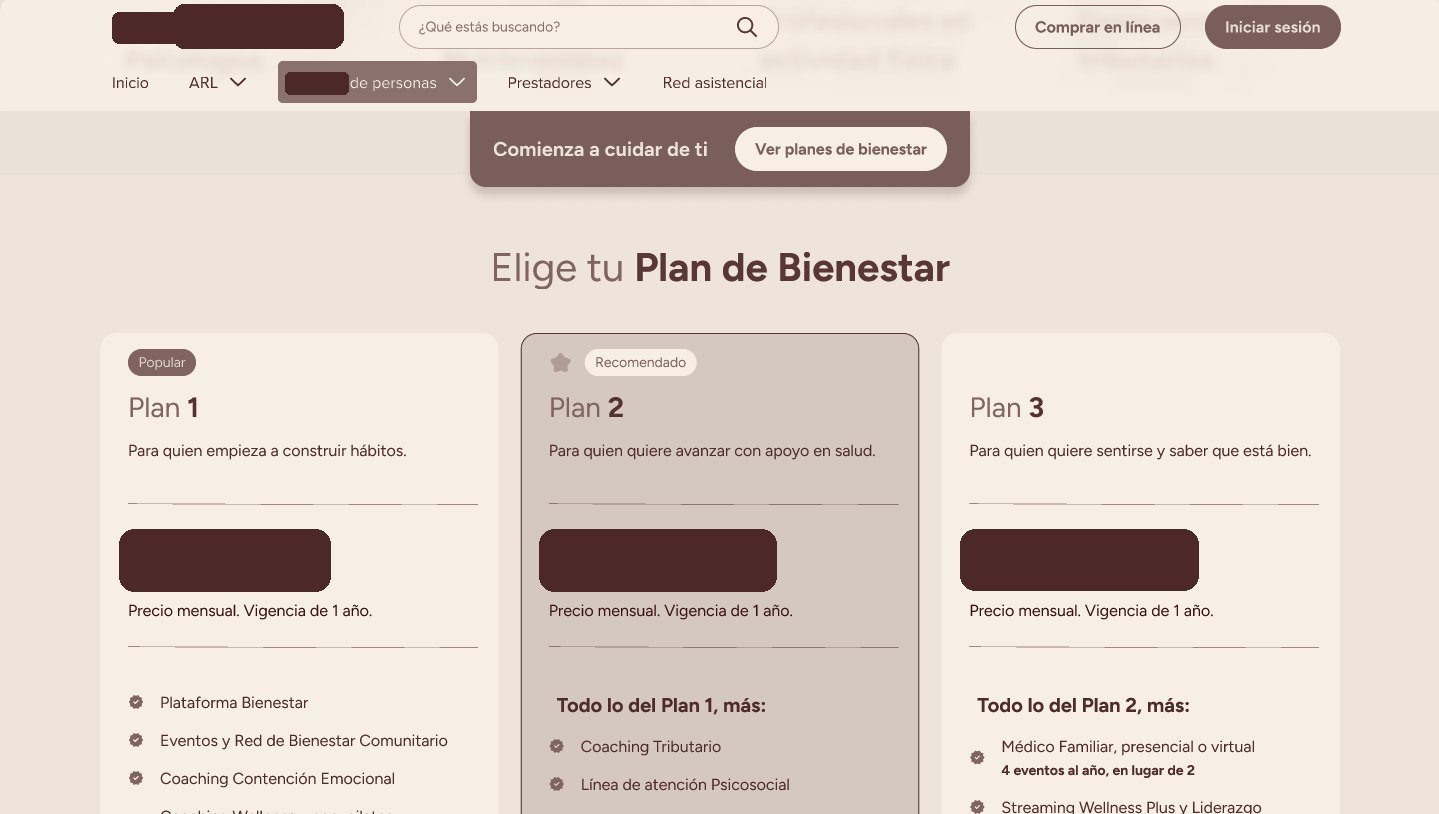 ¿Qué estás buscando?
Comprar en línea
Iniciar sesión
Inicio
ARL
de personas
Prestadores
Red asistencial
Comienza a cuidar de ti
Ver planes de bienestar
Elige tu Plan de Bienestar
Popular
Plan 1
Para quien empieza a construir hábitos.
Precio mensual. Vigencia de 1 año.
Plataforma Bienestar
Eventos y Red de Bienestar Comunitario
Coaching Contención Emocional
Recomendado
Plan 2
Para quien quiere avanzar con apoyo en salud.
Precio mensual. Vigencia de 1 año.
Todo lo del Plan 1, más:
Coaching Tributario
Línea de atención Psicosocial
Plan 3
Para quien quiere sentirse y saber que está bien.
Precio mensual. Vigencia de 1 año.
Todo lo del Plan 2, más:
Médico Familiar, presencial o virtual
4 eventos al año, en lugar de 2
Streaming Wellness Plus y Liderazgo